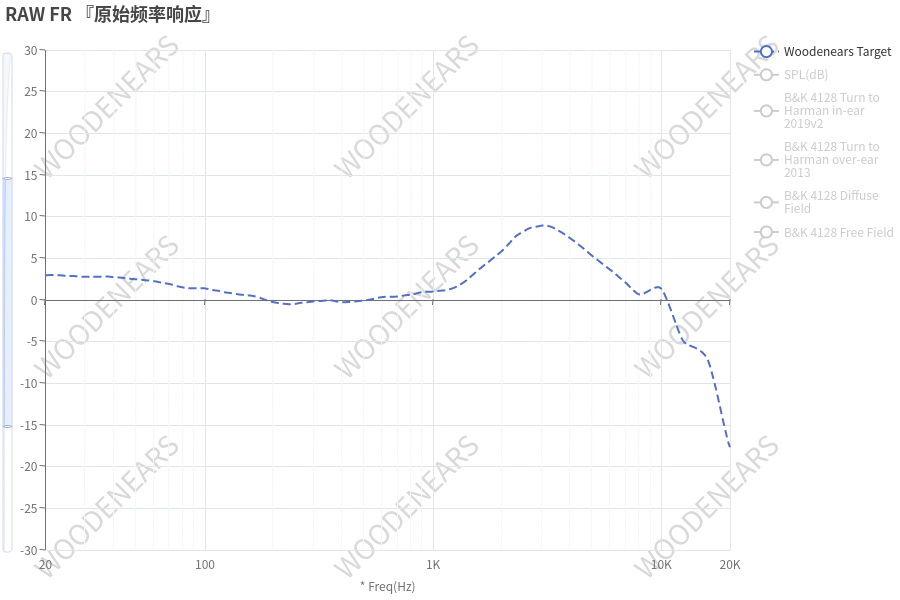 RAW FR 『原始频率响应』
WOODENEARS
WOODENEARS
WOODENEARS
WOODENEARS
WOODENEARS
WOODENEARS
WOODENEARS
WOODENEARS
WOODENEARS
30
25
20
15
10
5
0
-5
-10
-15
-20
-25
-30
20
100
1K
10K
20K
* Freq(Hz)
Woodenears Target
SPL(dB)
B&K 4128 Turn to
Harman in-ear
2019v2
B&K 4128 Turn to
Harman over-ear
2013
B&K 4128 Diffuse
Field
B&K 4128 Free Field